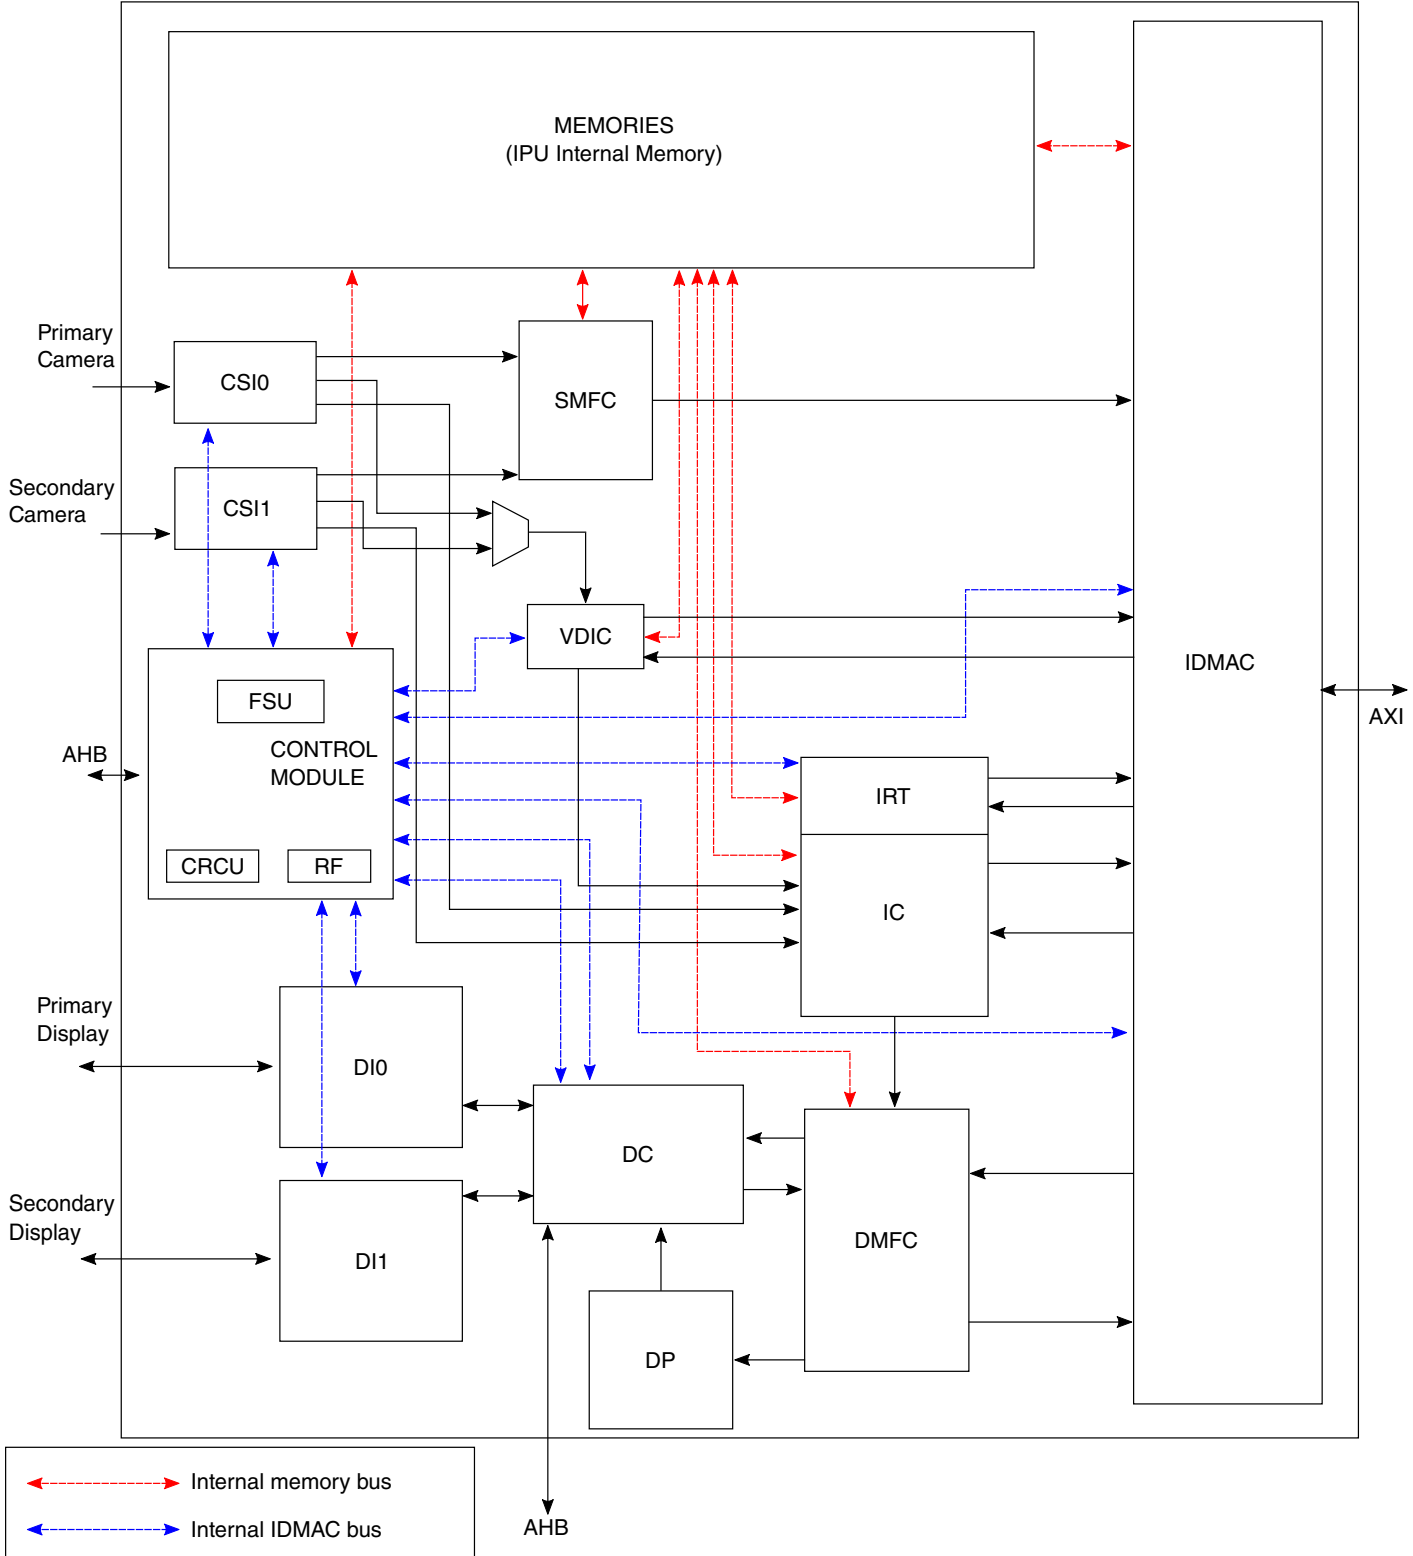 MEMORIES
(IPU Internal Memory)
Primary
Camera
CSI0
SMFC
Secondary
Camera
CSI1
VDIC
IDMAC
FSU
AXI
CONTROL
MODULE
AHB
IRT
CRCU
RF
IC
Primary
Display
DI0
DC
Secondary
Display
DI1
DMFC
DP
Internal memory bus
Internal IDMAC bus
AHB